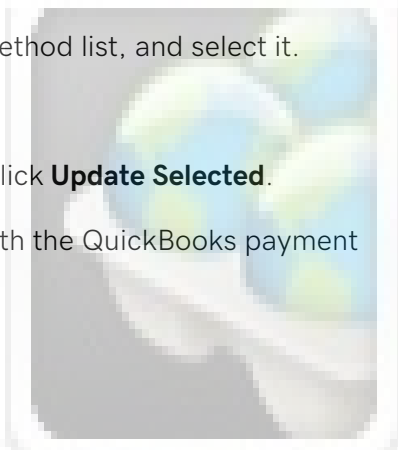 ethod list, and select it.
lick Update Selected.
th the QuickBooks payment